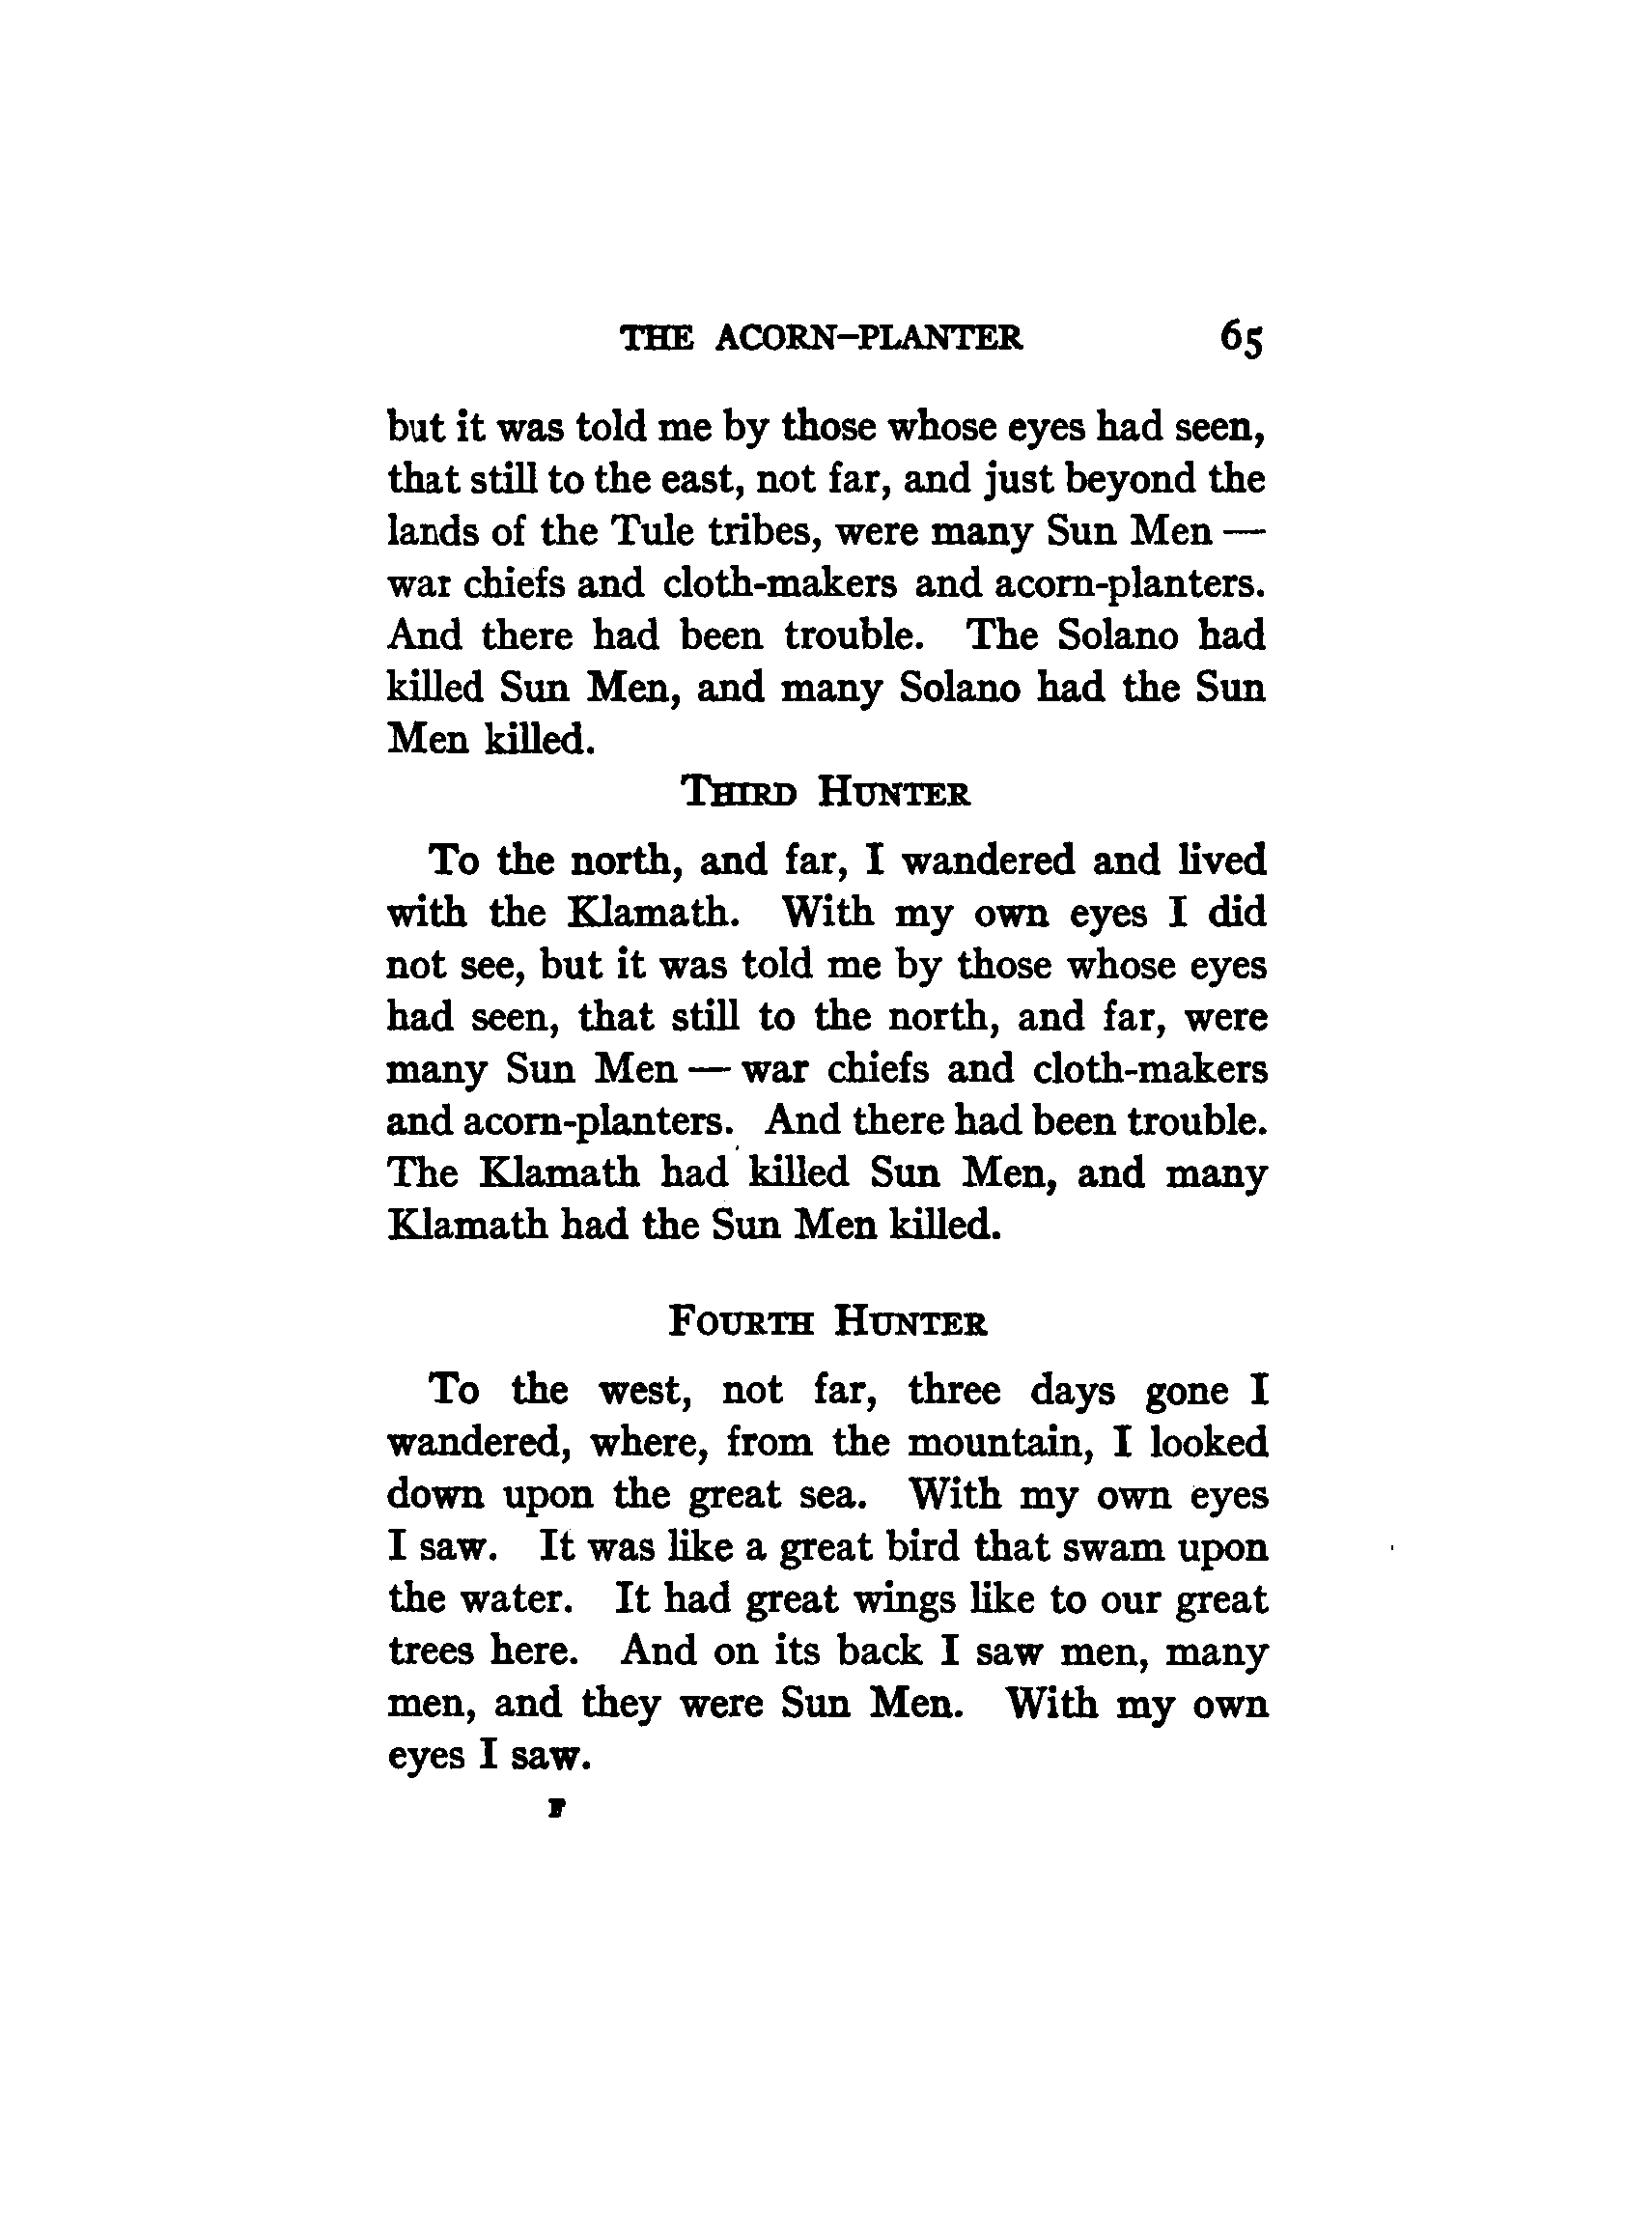 THE ACORN–PLANTER 65
but it was told me by those whose eyes had seen,
that still to the east, not far, and just beyond the
lands of the Tule tribes, were many Sun Men —
war chiefs and cloth-makers and acorn-planters.
And there had been trouble. The Solano had
killed Sun Men, and many Solano had the Sun
Men killed.
THIRD HUNTER
To the north, and far, I wandered and lived
with the Klamath. With my own eyes I did
not see, but it was told me by those whose eyes
had seen, that still to the north, and far, were
many Sun Men — war chiefs and cloth-makers
and acorn-planters. And there had been trouble.
The Klamath had killed Sun Men, and many
Klamath had the Sun Men killed.
FOURTH HUNTER
To the west, not far, three days gone I
wandered, where, from the mountain, I looked
down upon the great sea. With my own eyes
I saw. It was like a great bird that swam upon
the water. It had great wings like to our great
trees here. And on its back I saw men, many
men, and they were Sun Men. With my own
eyes I saw.
F